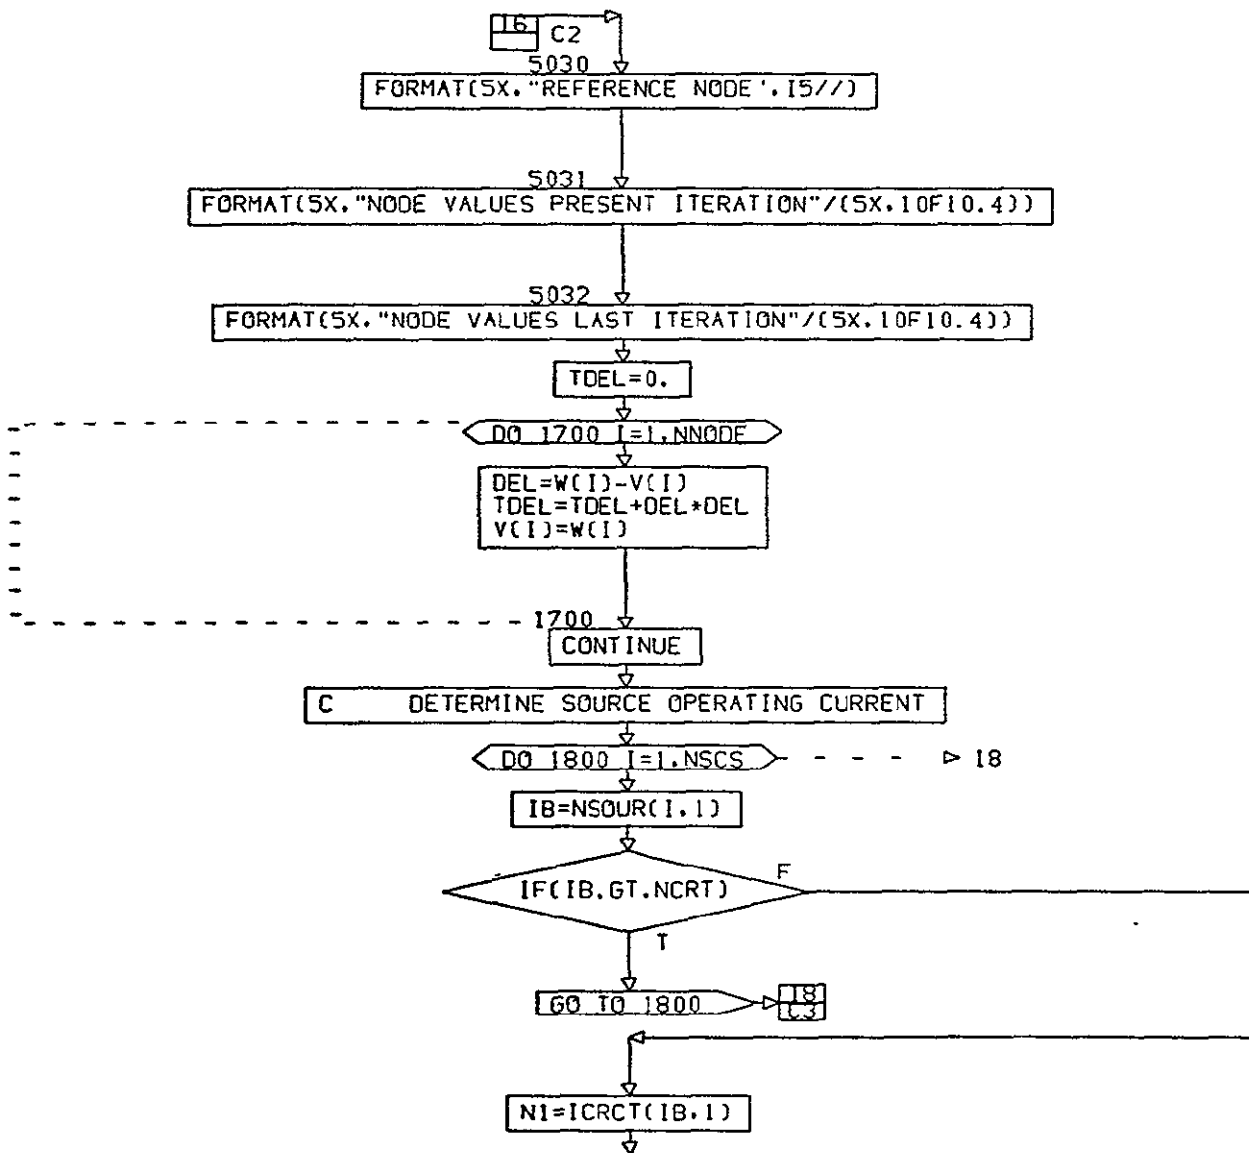 I6
C2
5030
FORMAT(5X."REFERENCE NODE'.I5//)
5031
FORMAT(5X."NODE VALUES PRESENT ITERATION"/(5X.10F10.4))
5032
FORMAT(5X."NODE VALUES LAST ITERATION"/(5X.10F10.4))
TDEL=0.
DO 1700 I=1.NNODE
DEL=W(I)-V(I)
TDEL=TDEL+DEL*DEL
V(I)=W(I)
1700
CONTINUE
C DETERMINE SOURCE OPERATING CURRENT
DO 1800 I=1.NSCS
I8
IB=NSOUR(I.1)
IF(IB.GT.NCRT)
F
T
GO TO 1800
I8
C3
N1=ICRCT(IB.1)